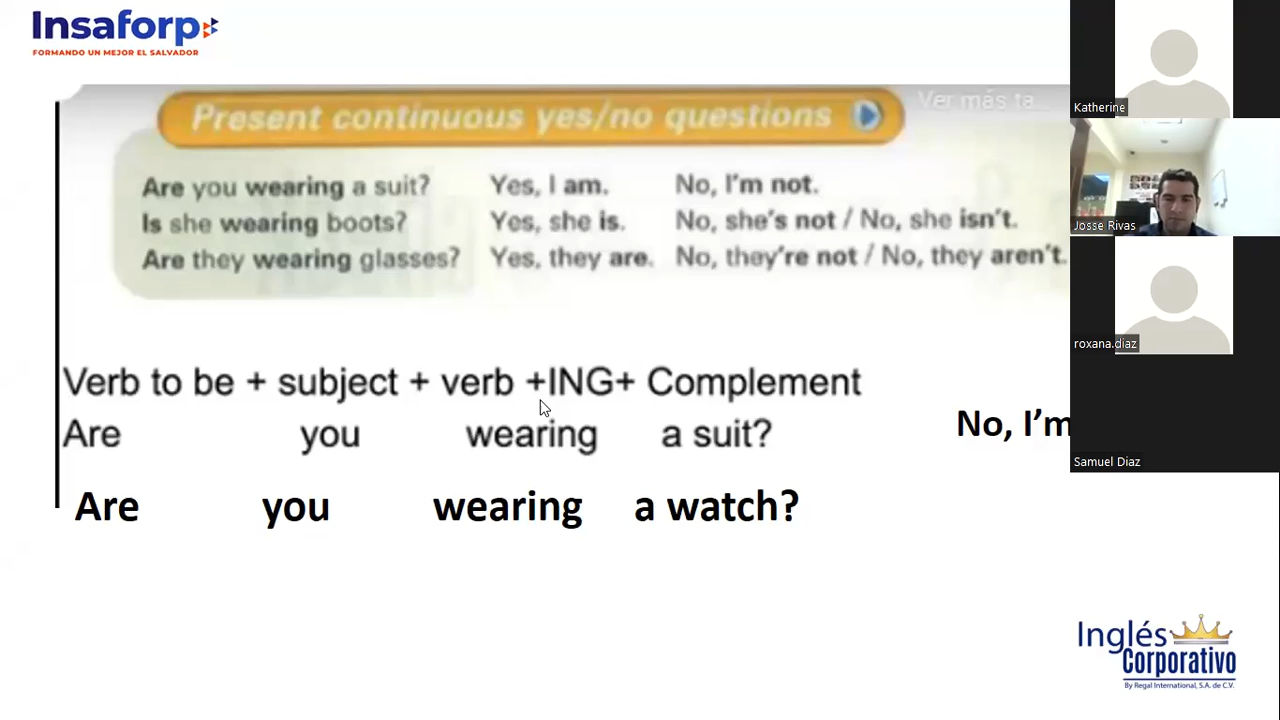 Insaforp
FORMANDO UN MEJOR EL SALVADOR
Present continuous yes/no questions
Ver más ta...
Are you wearing a suit? Yes, I am. No, I'm not.
Is she wearing boots? Yes, she is. No, she's not / No, she isn't.
Are they wearing glasses? Yes, they are. No, they're not / No, they aren't.
Verb to be + subject + verb +ING+ Complement
Are you wearing a suit?
No, I'm
Are you wearing a watch?
Katherine
Josse Rivas
roxana.diaz
Samuel Diaz
Inglés
Corporativo
By Regal International, S.A. de C.V.